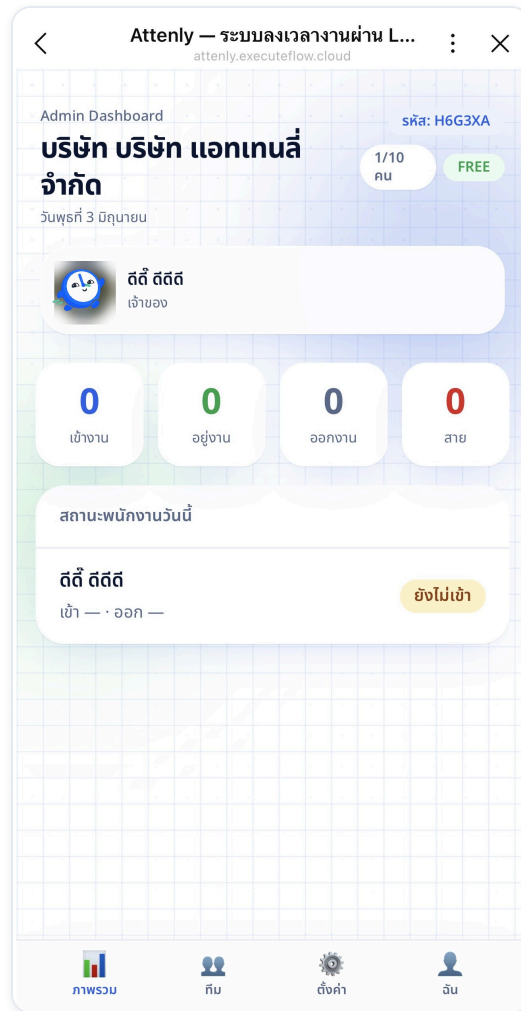 Attenly — ระบบลงเวลางานผ่าน L...
attenly.executeflow.cloud
Admin Dashboard
รหัส: H6G3XA
บริษัท บริษัท แอทเทนลี่
จำกัด
1/10
คน
FREE
วันพุธที่ 3 มิถุนายน
ดีดี๊ ดีดีดี
เจ้าของ
0
เข้างาน
0
อยู่งาน
0
ออกงาน
0
สาย
สถานะพนักงานวันนี้
ดีดี๊ ดีดีดี
เข้า — · ออก —
ยังไม่เข้า
ภาพรวม
ทีม
ตั้งค่า
ฉัน